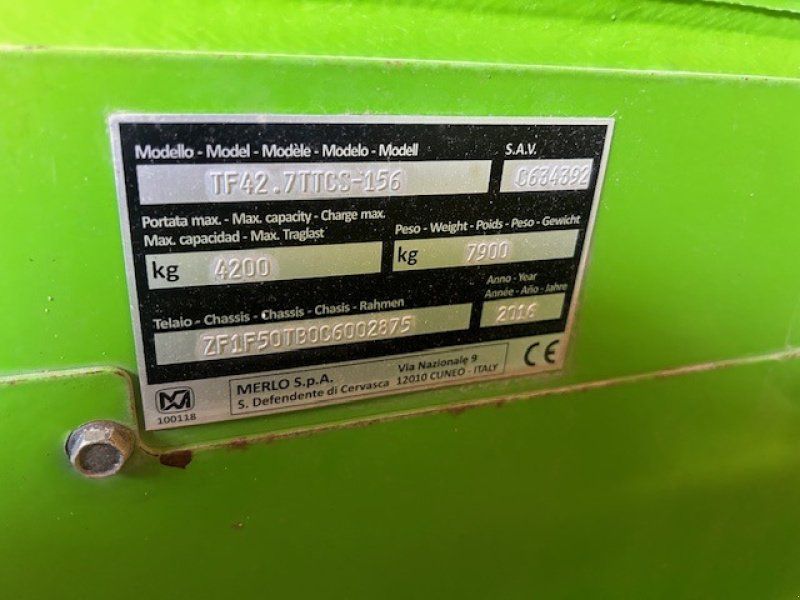 Modello - Model - Modèle - Modelo - Modell
S.A.V.
TF42.7TTCS-156
C634392
Portata max. - Max. capacity - Charge max.
Max. capacidad - Max. Traglast
Peso - Weight - Poids - Peso - Gewicht
kg 4200
kg 7900
Anno - Year
Année - Año - Jahre
Telaio - Chassis - Chassis - Chasis - Rahmen
2016
ZF1F50TB0C6002875
MERLO S.p.A.
Via Nazionale 9
S. Defendente di Cervasca
12010 CUNEO - ITALY
CE
100118